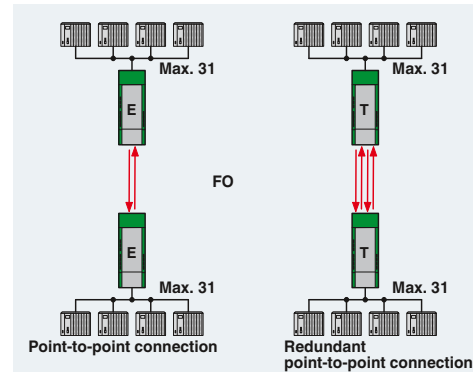 Max. 31
Max. 31
E
T
FO
E
T
Max. 31
Max. 31
Point-to-point connection
Redundant
point-to-point connection